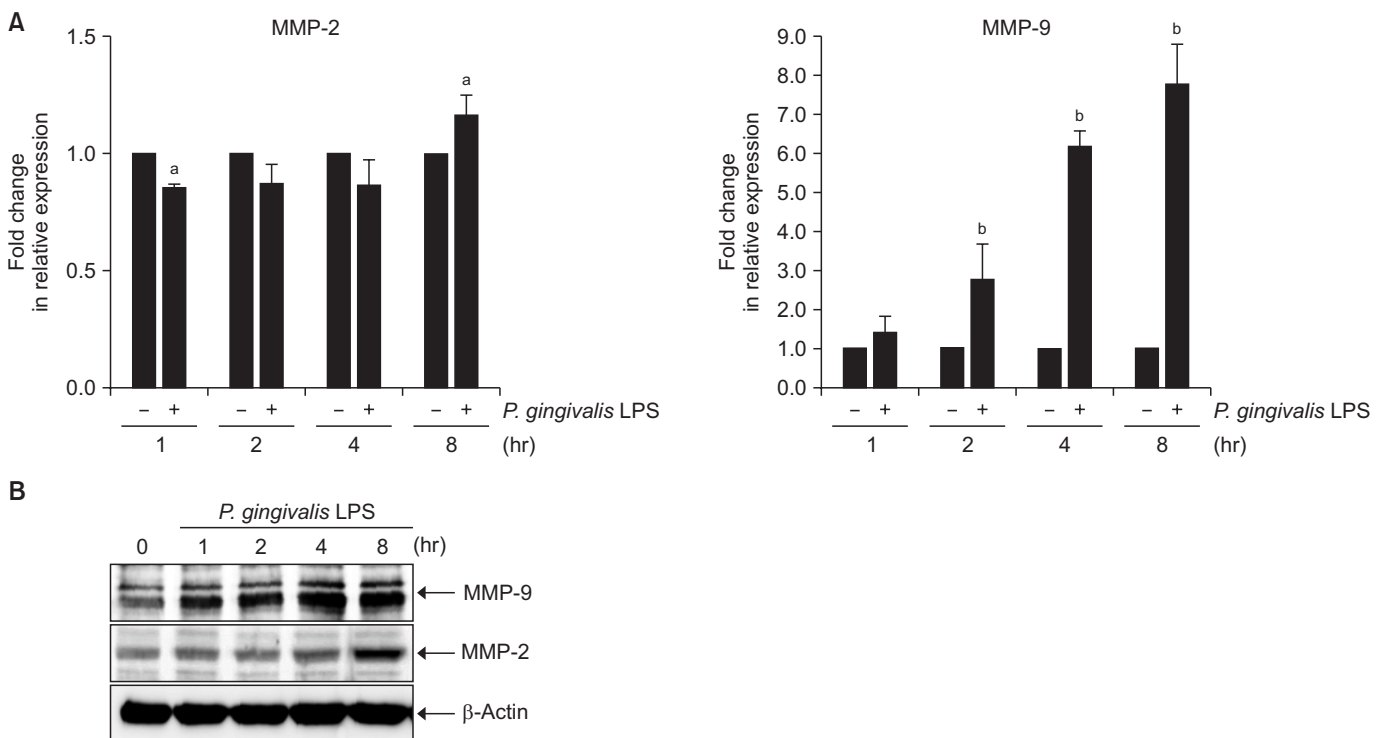 A
MMP-2
1.5
1.0
0.5
0.0
Fold change
in relative expression
a
a
– + – + – + – + P. gingivalis LPS
1 2 4 8 (hr)
MMP-9
9.0
8.0
7.0
6.0
5.0
4.0
3.0
2.0
1.0
0.0
Fold change
in relative expression
b
b
b
– + – + – + – + P. gingivalis LPS
1 2 4 8 (hr)
B
P. gingivalis LPS
0 1 2 4 8 (hr)
MMP-9
MMP-2
β-Actin